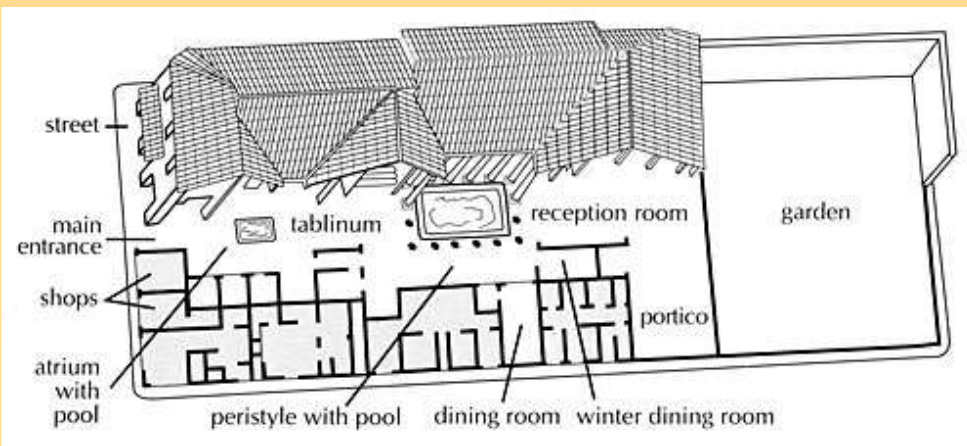 street
main
entrance
shops
atrium
with
pool
tablinum
reception room
garden
portico
peristyle with pool
dining room
winter dining room